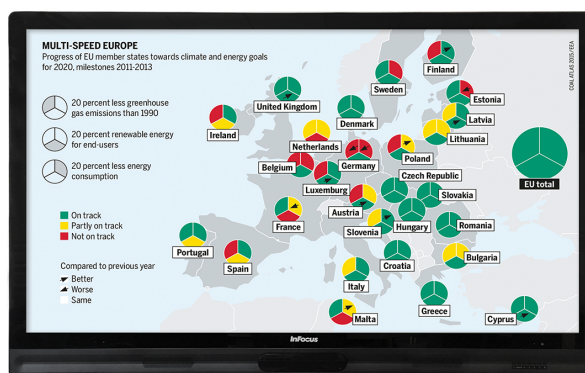 MULTI-SPEED EUROPE
Progress of EU member states towards climate and energy goals
for 2020, milestones 2011-2013
20 percent less greenhouse
gas emissions than 1990
20 percent renewable energy
for end-users
20 percent less energy
consumption
On track
Partly on track
Not on track
Compared to previous year
Better
Worse
Same
Finland
Sweden
Estonia
United Kingdom
Denmark
Latvia
Ireland
Lithuania
Netherlands
Poland
Belgium
Germany
Czech Republic
EU total
Luxemburg
Slovakia
Austria
France
Slovenia
Hungary
Romania
Portugal
Spain
Croatia
Bulgaria
Italy
Greece
Malta
Cyprus
COAL ATLAS 2015/EEA
InFocus